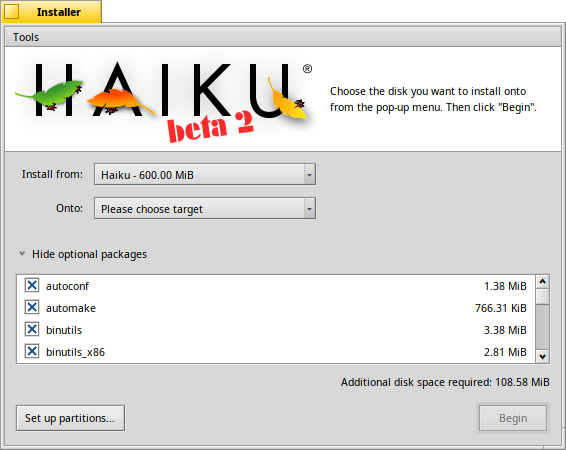 Installer
Tools
HAIKU®
beta 2
Choose the disk you want to install onto
from the pop-up menu. Then click "Begin".
Install from: Haiku - 600.00 MiB
Onto: Please choose target
Hide optional packages
autoconf 1.38 MiB
automake 766.31 KiB
binutils 3.38 MiB
binutils_x86 2.81 MiB
Additional disk space required: 108.58 MiB
Set up partitions... Begin